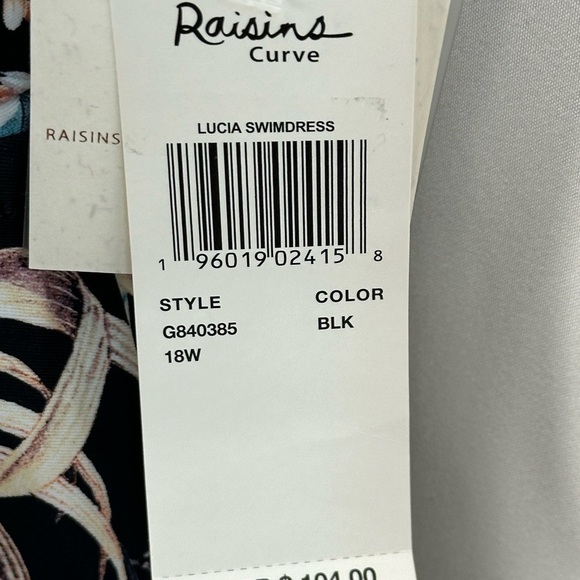 Raisins
Curve
RAISINS
LUCIA SWIMDRESS
1 96019 02415 8
STYLE COLOR
G840385 BLK
18W